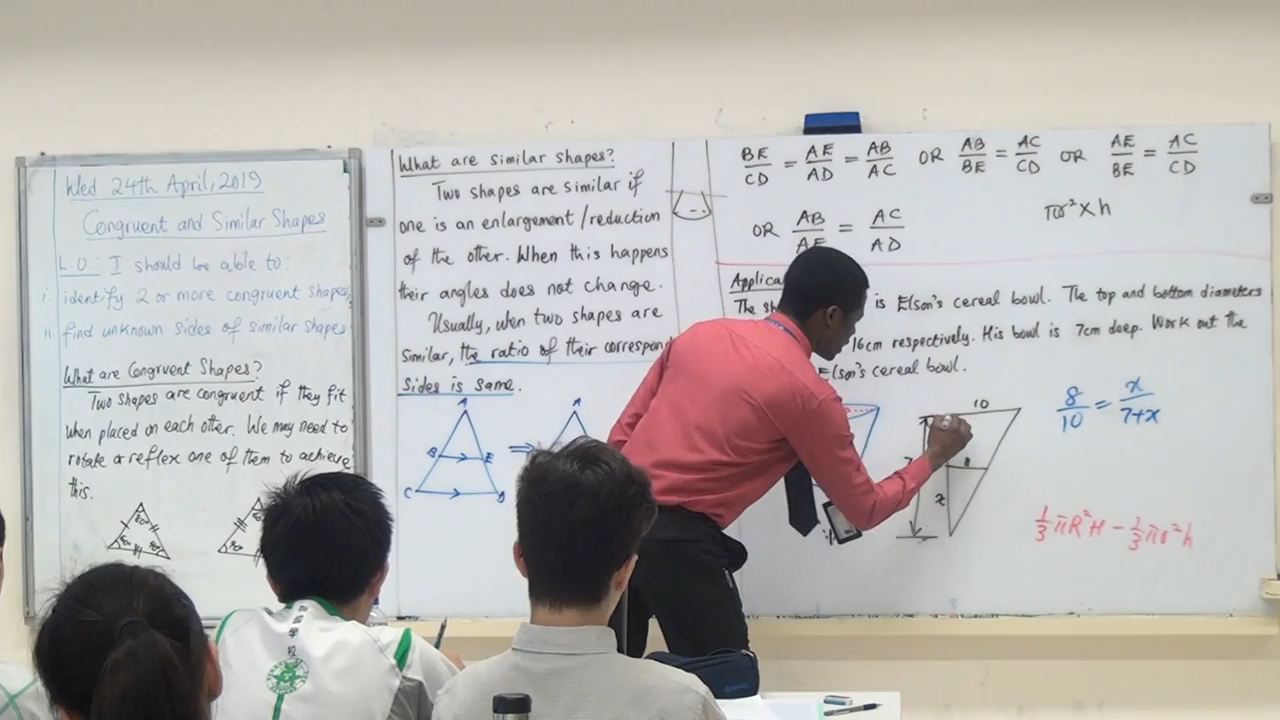 Wed 24th April, 2019
Congruent and Similar Shapes
L.O.: I should be able to:
i. identify 2 or more congruent shapes,
ii. find unknown sides of similar shapes
What are Congruent Shapes?
Two shapes are congruent if they fit
when placed on each other. We may need to
rotate or reflex one of them to achieve
this.
What are similar shapes?
Two shapes are similar if
one is an enlargement/reduction
of the other. When this happens
their angles does not change.
Usually, wen two shapes are
similar, the ratio of their correspon
sides is same.
A
B E
C D
A
BE/CD = AE/AD = AB/AC OR AB/BE = AC/CD OR AE/BE = AC/CD
πr²×h
OR AB/AE = AC/AD
Applica
The is Elson's cereal bowl. The top and bottom diameters
16cm respectively. His bowl is 7cm deep. Work out the
Elson's cereal bowl.
10
8
x
8/10 = x/7+x
1/3πR²H - 1/3πr²h